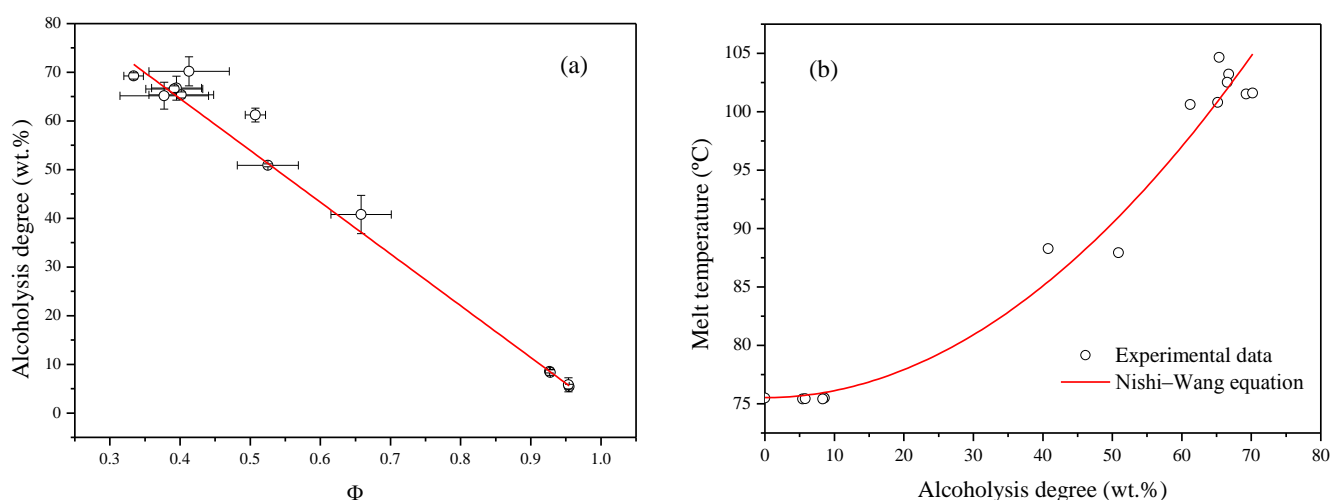 80
70
60
50
40
30
20
10
0
Alcoholysis degree (wt.%)
(a)
0.3 0.4 0.5 0.6 0.7 0.8 0.9 1.0
Φ
105
100
95
90
85
80
75
Melt temperature (ºC)
(b)
Experimental data
Nishi–Wang equation
0 10 20 30 40 50 60 70 80
Alcoholysis degree (wt.%)